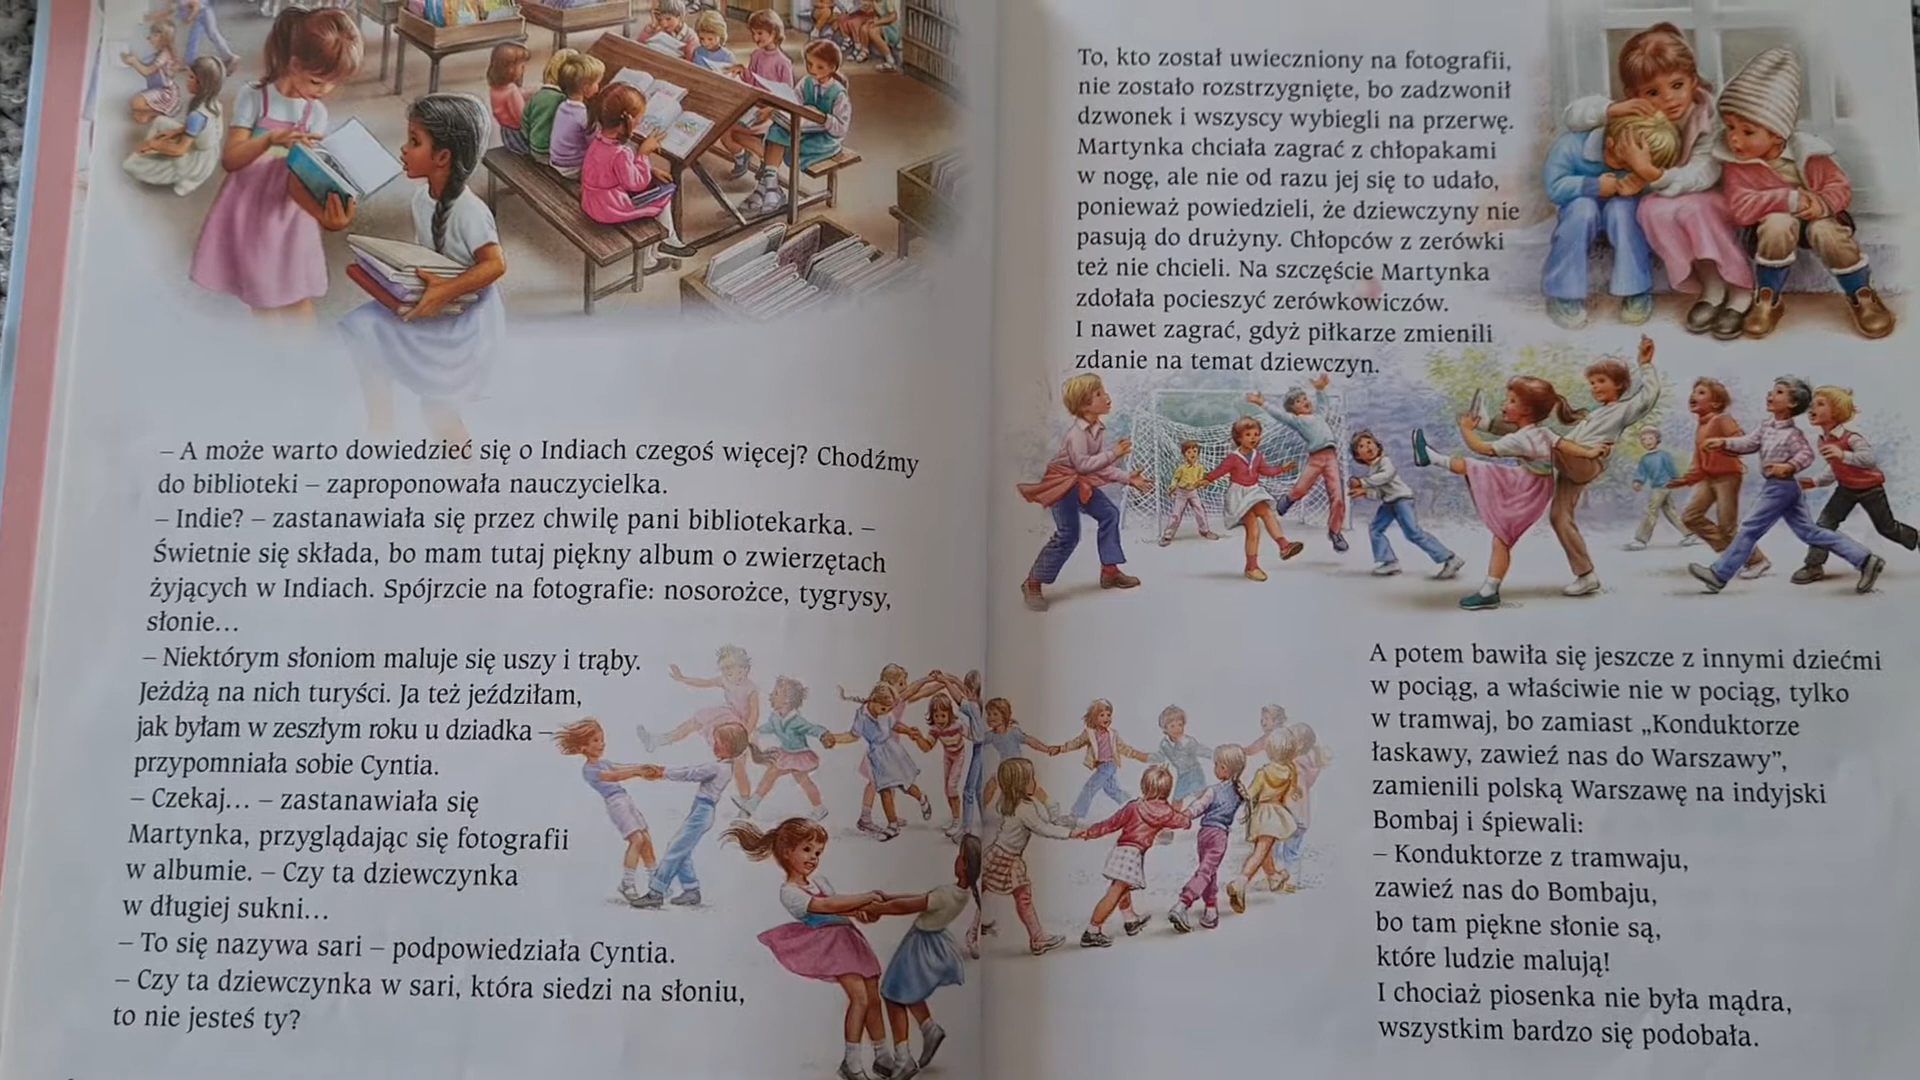 – A może warto dowiedzieć się o Indiach czegoś więcej? Chodźmy
do biblioteki – zaproponowała nauczycielka.
– Indie? – zastanawiała się przez chwilę pani bibliotekarka. –
Świetnie się składa, bo mam tutaj piękny album o zwierzętach
żyjących w Indiach. Spójrzcie na fotografie: nosorożce, tygrysy,
słonie...
– Niektórym słoniom maluje się uszy i trąby.
Jeżdżą na nich turyści. Ja też jeździłam,
jak byłam w zeszłym roku u dziadka –
przypomniała sobie Cyntia.
– Czekaj... – zastanawiała się
Martynka, przyglądając się fotografii
w albumie. – Czy ta dziewczynka
w długiej sukni...
– To się nazywa sari – podpowiedziała Cyntia.
– Czy ta dziewczynka w sari, która siedzi na słoniu,
to nie jesteś ty?
To, kto został uwieczniony na fotografii,
nie zostało rozstrzygnięte, bo zadzwonił
dzwonek i wszyscy wybiegli na przerwę.
Martynka chciała zagrać z chłopakami
w nogę, ale nie od razu jej się to udało,
ponieważ powiedzieli, że dziewczyny nie
pasują do drużyny. Chłopców z zerówki
też nie chcieli. Na szczęście Martynka
zdołała pocieszyć zerówkowiczów.
I nawet zagrać, gdyż piłkarze zmienili
zdanie na temat dziewczyn.
A potem bawiła się jeszcze z innymi dziećmi
w pociąg, a właściwie nie w pociąg, tylko
w tramwaj, bo zamiast „Konduktorze
łaskawy, zawieź nas do Warszawy”,
zamienili polską Warszawę na indyjski
Bombaj i śpiewali:
– Konduktorze z tramwaju,
zawieź nas do Bombaju,
bo tam piękne słonie są,
które ludzie malują!
I chociaż piosenka nie była mądra,
wszystkim bardzo się podobała.